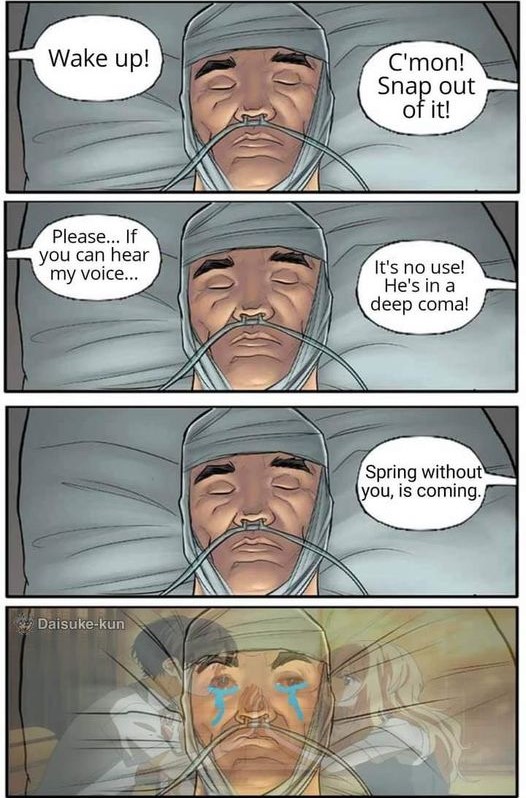 Wake up!
C'mon!
Snap out
of it!
Please... If
you can hear
my voice...
It's no use!
He's in a
deep coma!
Spring without
you, is coming.
Daisuke-kun